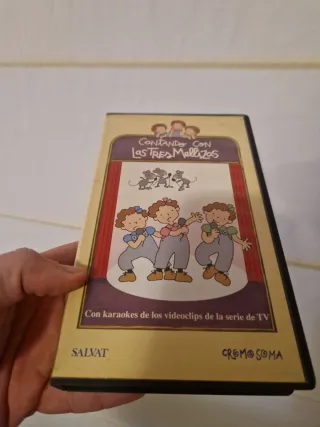 CANTANDO CON
Las TRES Mellizas
Con karaokes de los videoclips de la serie de TV
SALVAT
CROMOSOMA